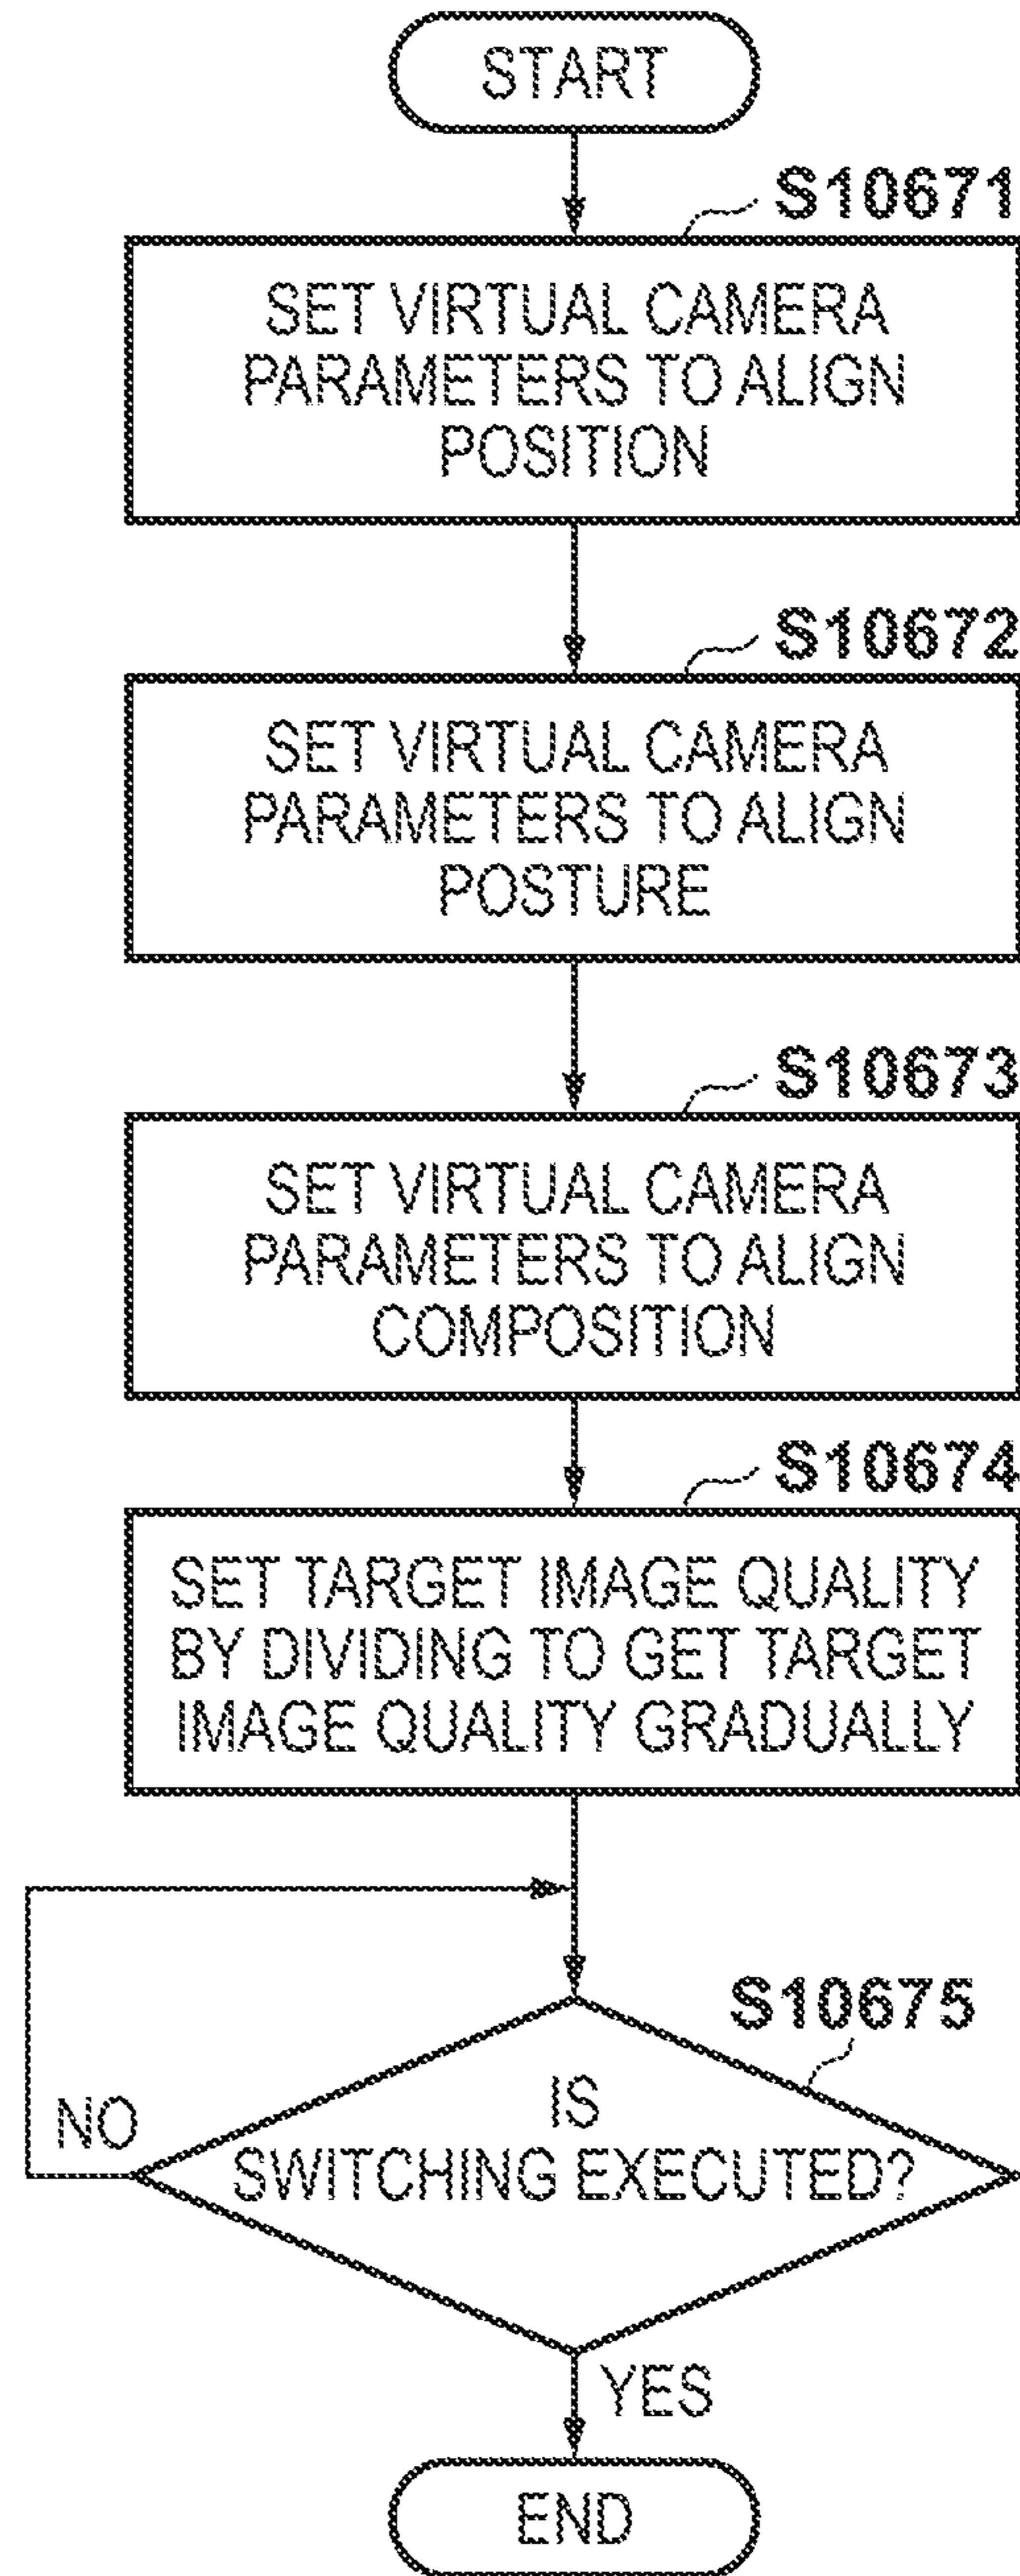 START
S10671
SET VIRTUAL CAMERA
PARAMETERS TO ALIGN
POSITION
S10672
SET VIRTUAL CAMERA
PARAMETERS TO ALIGN
POSTURE
S10673
SET VIRTUAL CAMERA
PARAMETERS TO ALIGN
COMPOSITION
S10674
SET TARGET IMAGE QUALITY
BY DIVIDING TO GET TARGET
IMAGE QUALITY GRADUALLY
S10675
IS
SWITCHING EXECUTED?
NO
YES
END